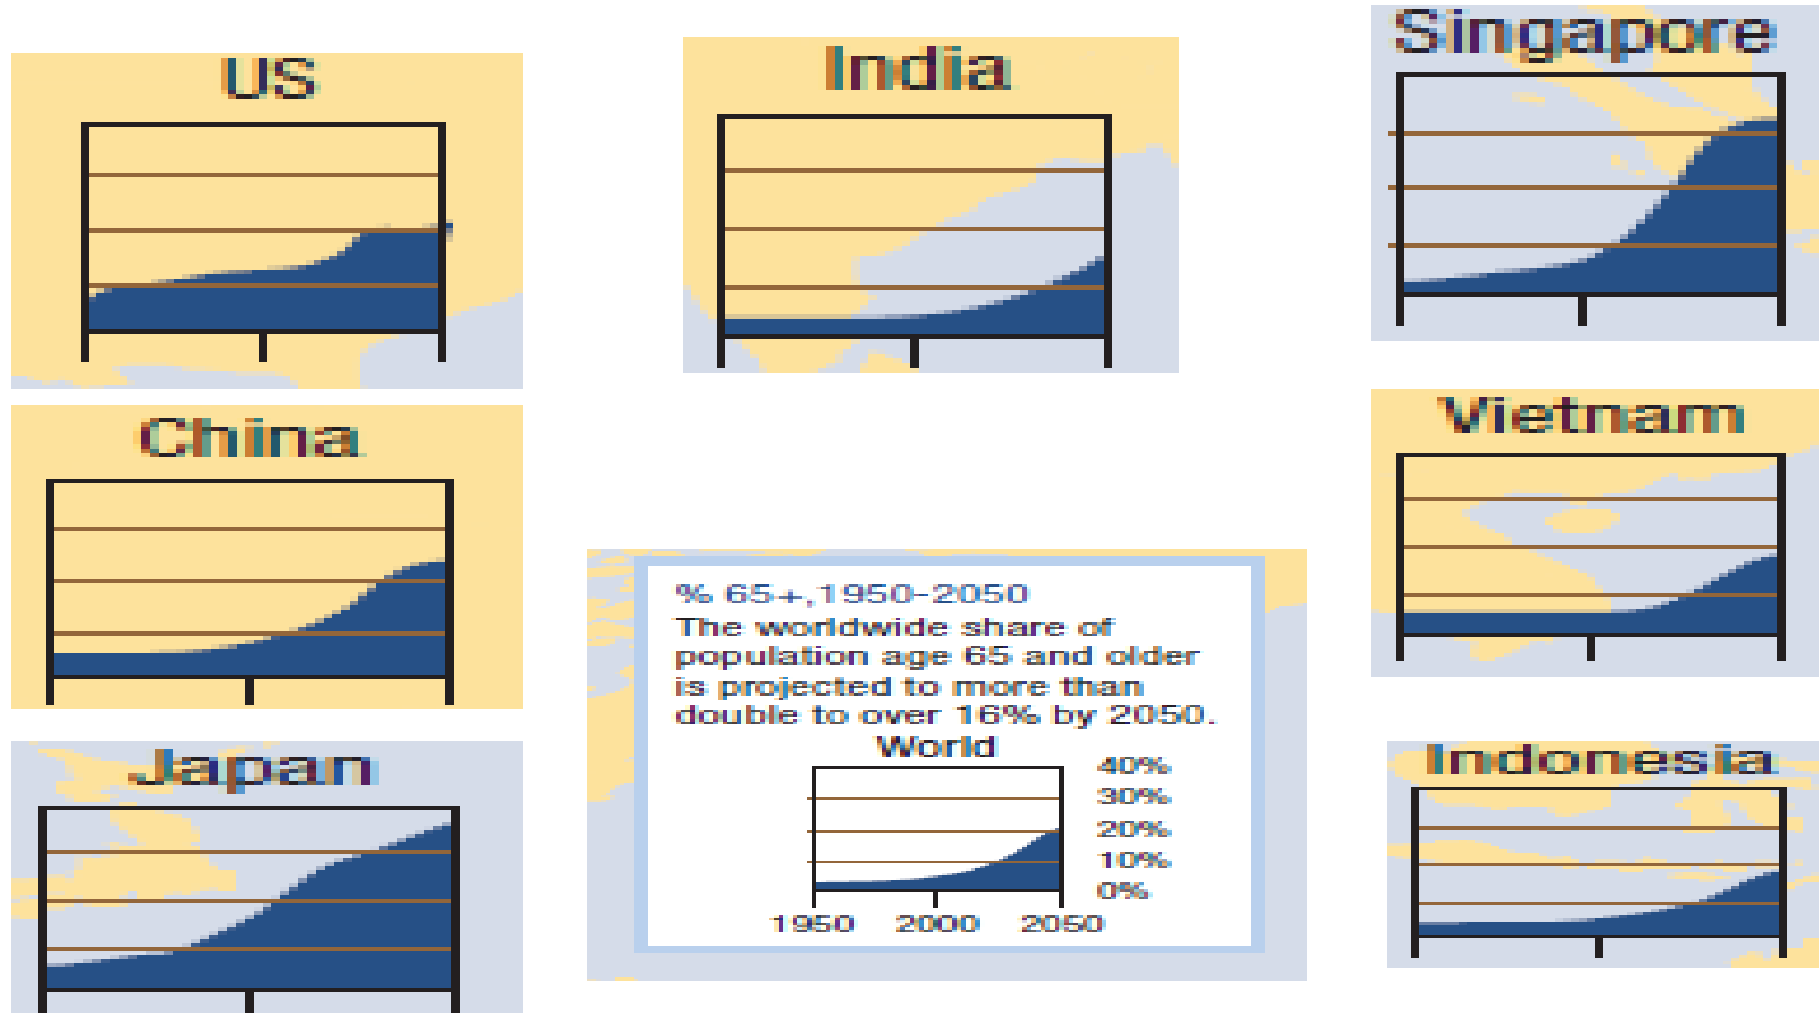 US
India
Singapore
China
Vietnam
% 65+,1950-2050
The worldwide share of
population age 65 and older
is projected to more than
double to over 16% by 2050.
World
40%
30%
20%
10%
0%
1950 2000 2050
Japan
Indonesia